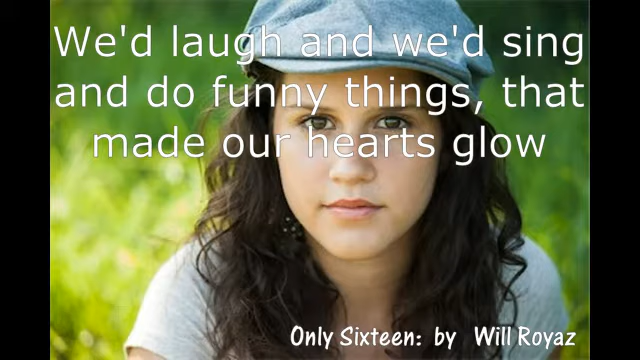 We'd laugh and we'd sing
and do funny things, that
made our hearts glow
Only Sixteen: by Will Royaz